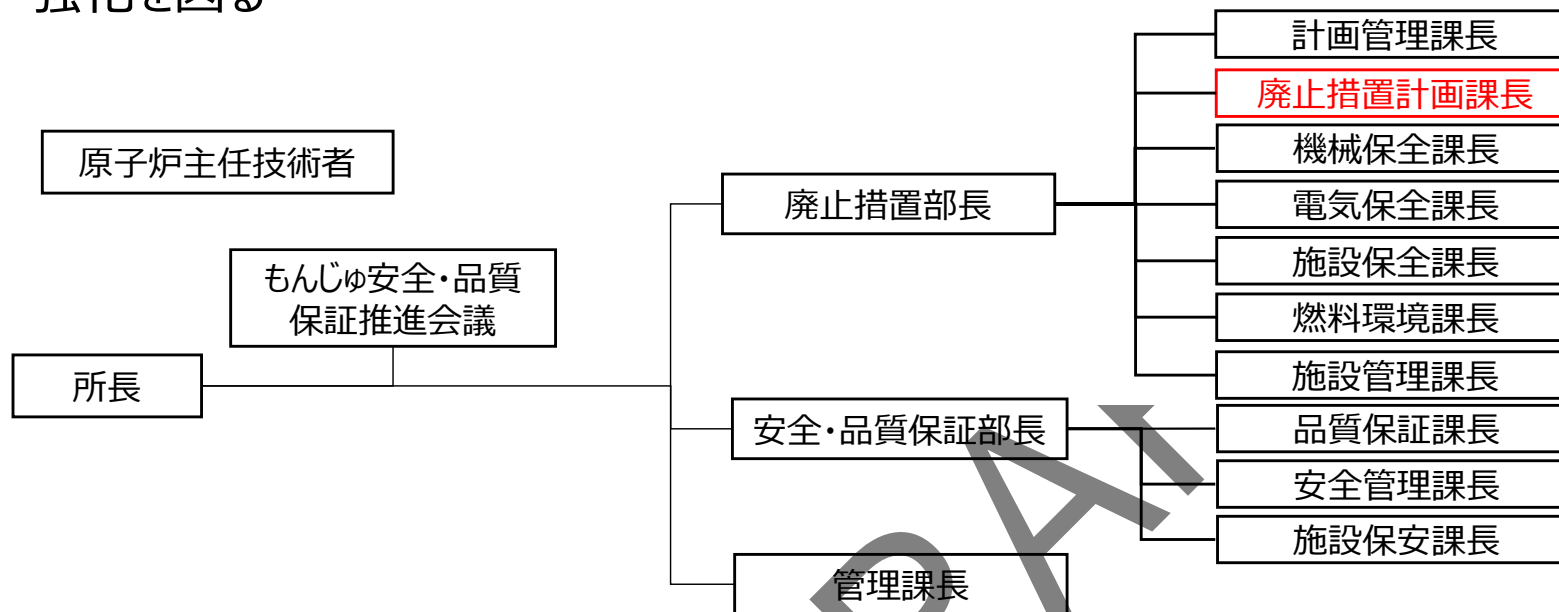 強化を図る
計画管理課長
廃止措置計画課長
原子炉主任技術者
機械保全課長
廃止措置部長
電気保全課長
もんじゅ安全・品質
保証推進会議
施設保全課長
燃料環境課長
所長
施設管理課長
安全・品質保証部長
品質保証課長
安全管理課長
施設保安課長
管理課長